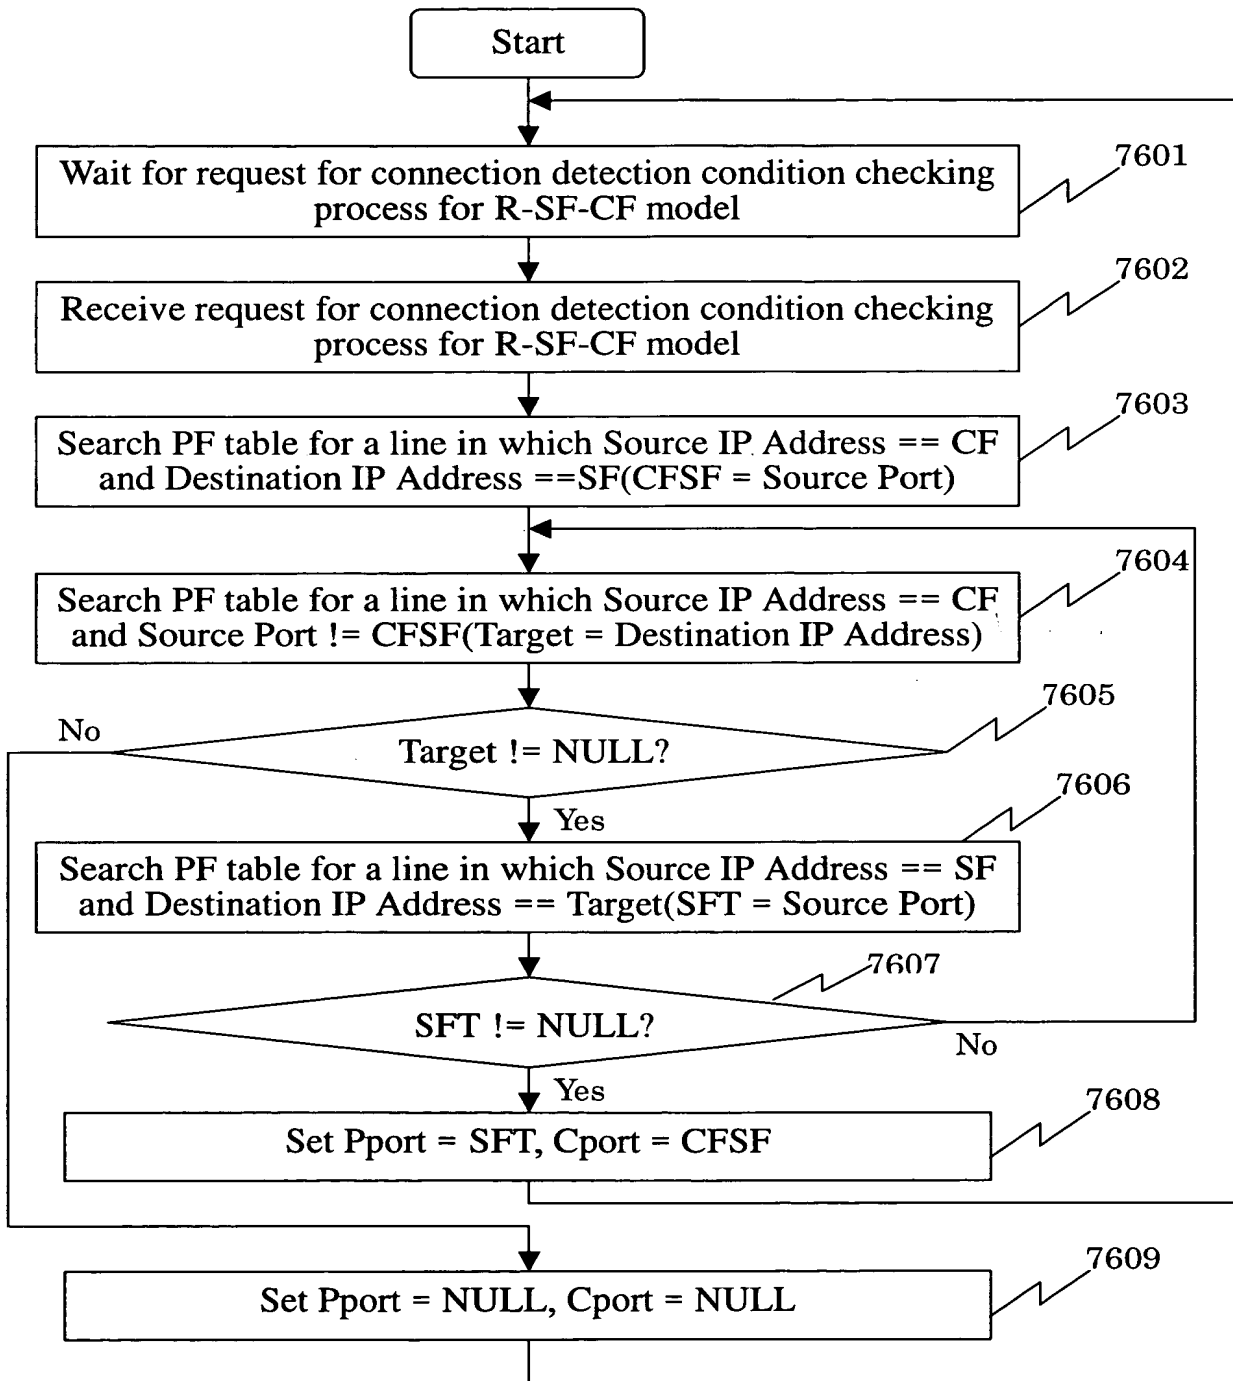 Start
Wait for request for connection detection condition checking
process for R-SF-CF model
7601
Receive request for connection detection condition checking
process for R-SF-CF model
7602
Search PF table for a line in which Source IP Address == CF
and Destination IP Address ==SF(CFSF = Source Port)
7603
Search PF table for a line in which Source IP Address == CF
and Source Port != CFSF(Target = Destination IP Address)
7604
Target != NULL?
7605
No
Yes
Search PF table for a line in which Source IP Address == SF
and Destination IP Address == Target(SFT = Source Port)
7606
SFT != NULL?
7607
No
Yes
Set Pport = SFT, Cport = CFSF
7608
Set Pport = NULL, Cport = NULL
7609